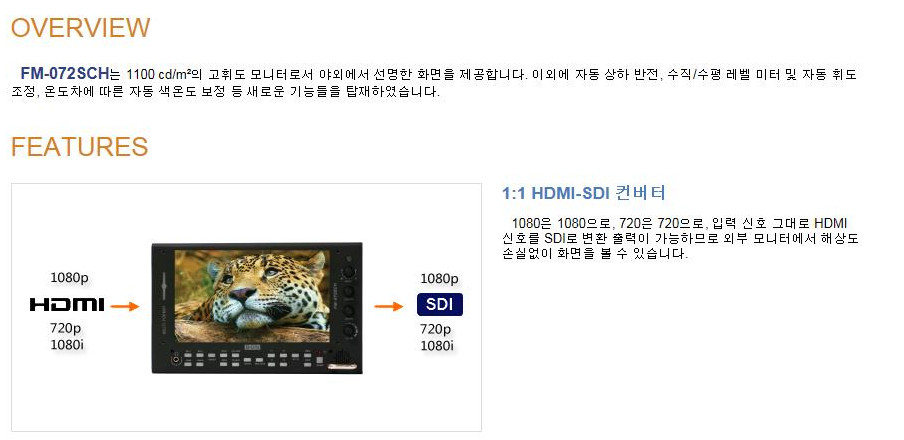 OVERVIEW
FM-072SCH는 1100 cd/m²의 고휘도 모니터로서 야외에서 선명한 화면을 제공합니다. 이외에 자동 상하 반전, 수직/수평 레벨 미터 및 자동 휘도
조정, 온도차에 따른 자동 색온도 보정 등 새로운 기능들을 탑재하였습니다.
FEATURES
1:1 HDMI-SDI 컨버터
1080은 1080으로, 720은 720으로, 입력 신호 그대로 HDMI
신호를 SDI로 변환 출력이 가능하므로 외부 모니터에서 해상도
손실없이 화면을 볼 수 있습니다.
1080p
HDMI
720p
1080i
1080p
SDI
720p
1080i